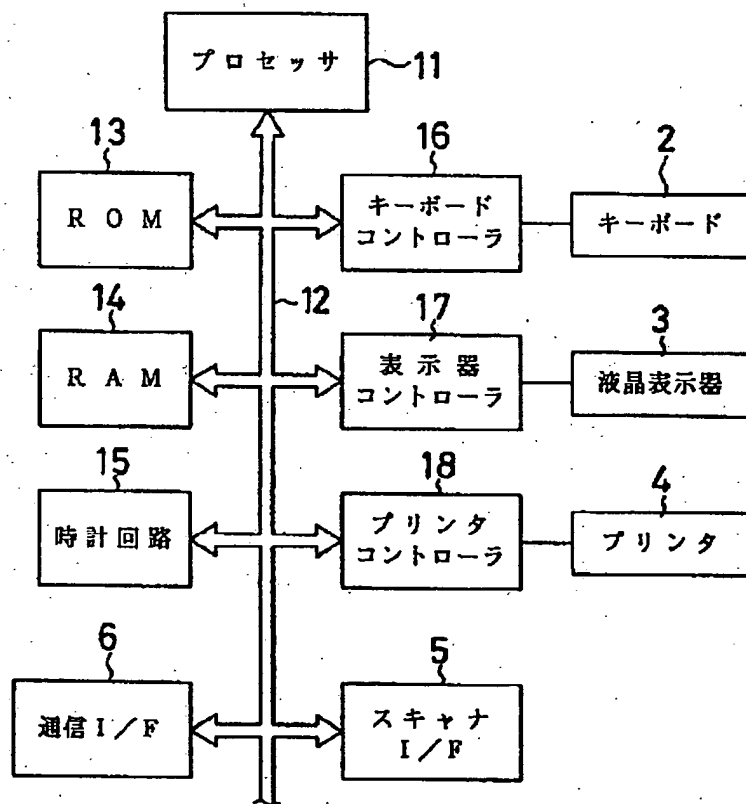 プロセッサ
11
13
ROM
16
キーボード
コントローラ
2
キーボード
12
14
RAM
17
表示器
コントローラ
3
液晶表示器
15
時計回路
18
プリンタ
コントローラ
4
プリンタ
6
通信I/F
5
スキャナ
I/F